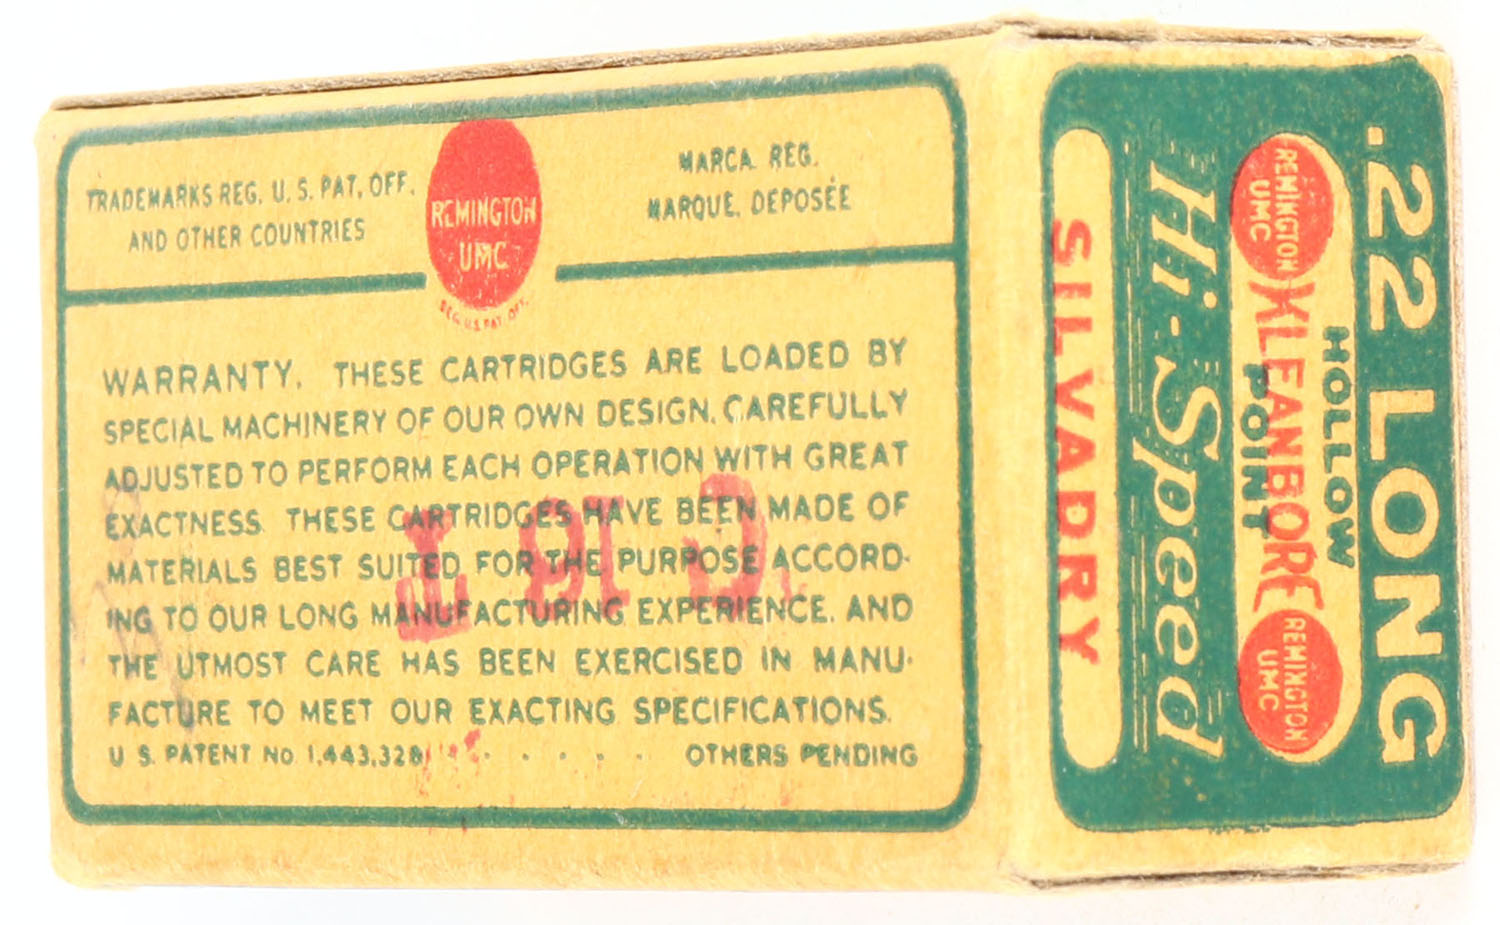 TRADEMARKS REG. U. S. PAT. OFF.
AND OTHER COUNTRIES
REMINGTON
UMC
REG. U.S. PAT. OFF.
MARCA REG.
MARQUE. DEPOSÉE
WARRANTY. THESE CARTRIDGES ARE LOADED BY
SPECIAL MACHINERY OF OUR OWN DESIGN, CAREFULLY
ADJUSTED TO PERFORM EACH OPERATION WITH GREAT
EXACTNESS. THESE CARTRIDGES HAVE BEEN MADE OF
MATERIALS BEST SUITED FOR THE PURPOSE ACCORD-
ING TO OUR LONG MANUFACTURING EXPERIENCE, AND
THE UTMOST CARE HAS BEEN EXERCISED IN MANU-
FACTURE TO MEET OUR EXACTING SPECIFICATIONS.
U. S. PATENT No. 1,443,328 . . . . . OTHERS PENDING
.22 LONG
HOLLOW
POINT
REMINGTON
UMC
KLEANBORE
REMINGTON
UMC
Hi-Speed
SILVADRY